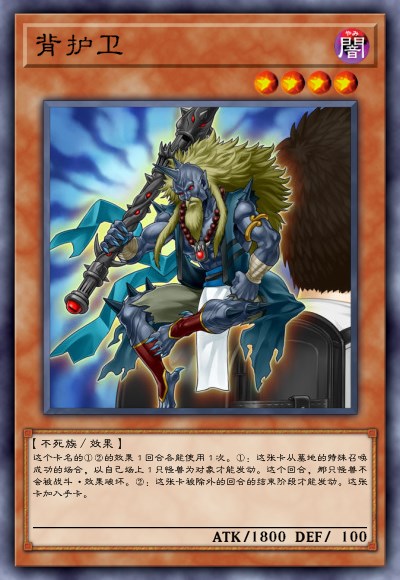 背护卫
やみ
闇
【不死族/效果】
这个卡名的①②的效果1回合各能使用1次。①：这张卡从墓地的特殊召唤
成功的场合，以自己场上1只怪兽为对象才能发动。这个回合，那只怪兽不
会被战斗·效果破坏。②：这张卡被除外的回合的结束阶段才能发动。这张
卡加入手卡。
ATK/1800 DEF/ 100